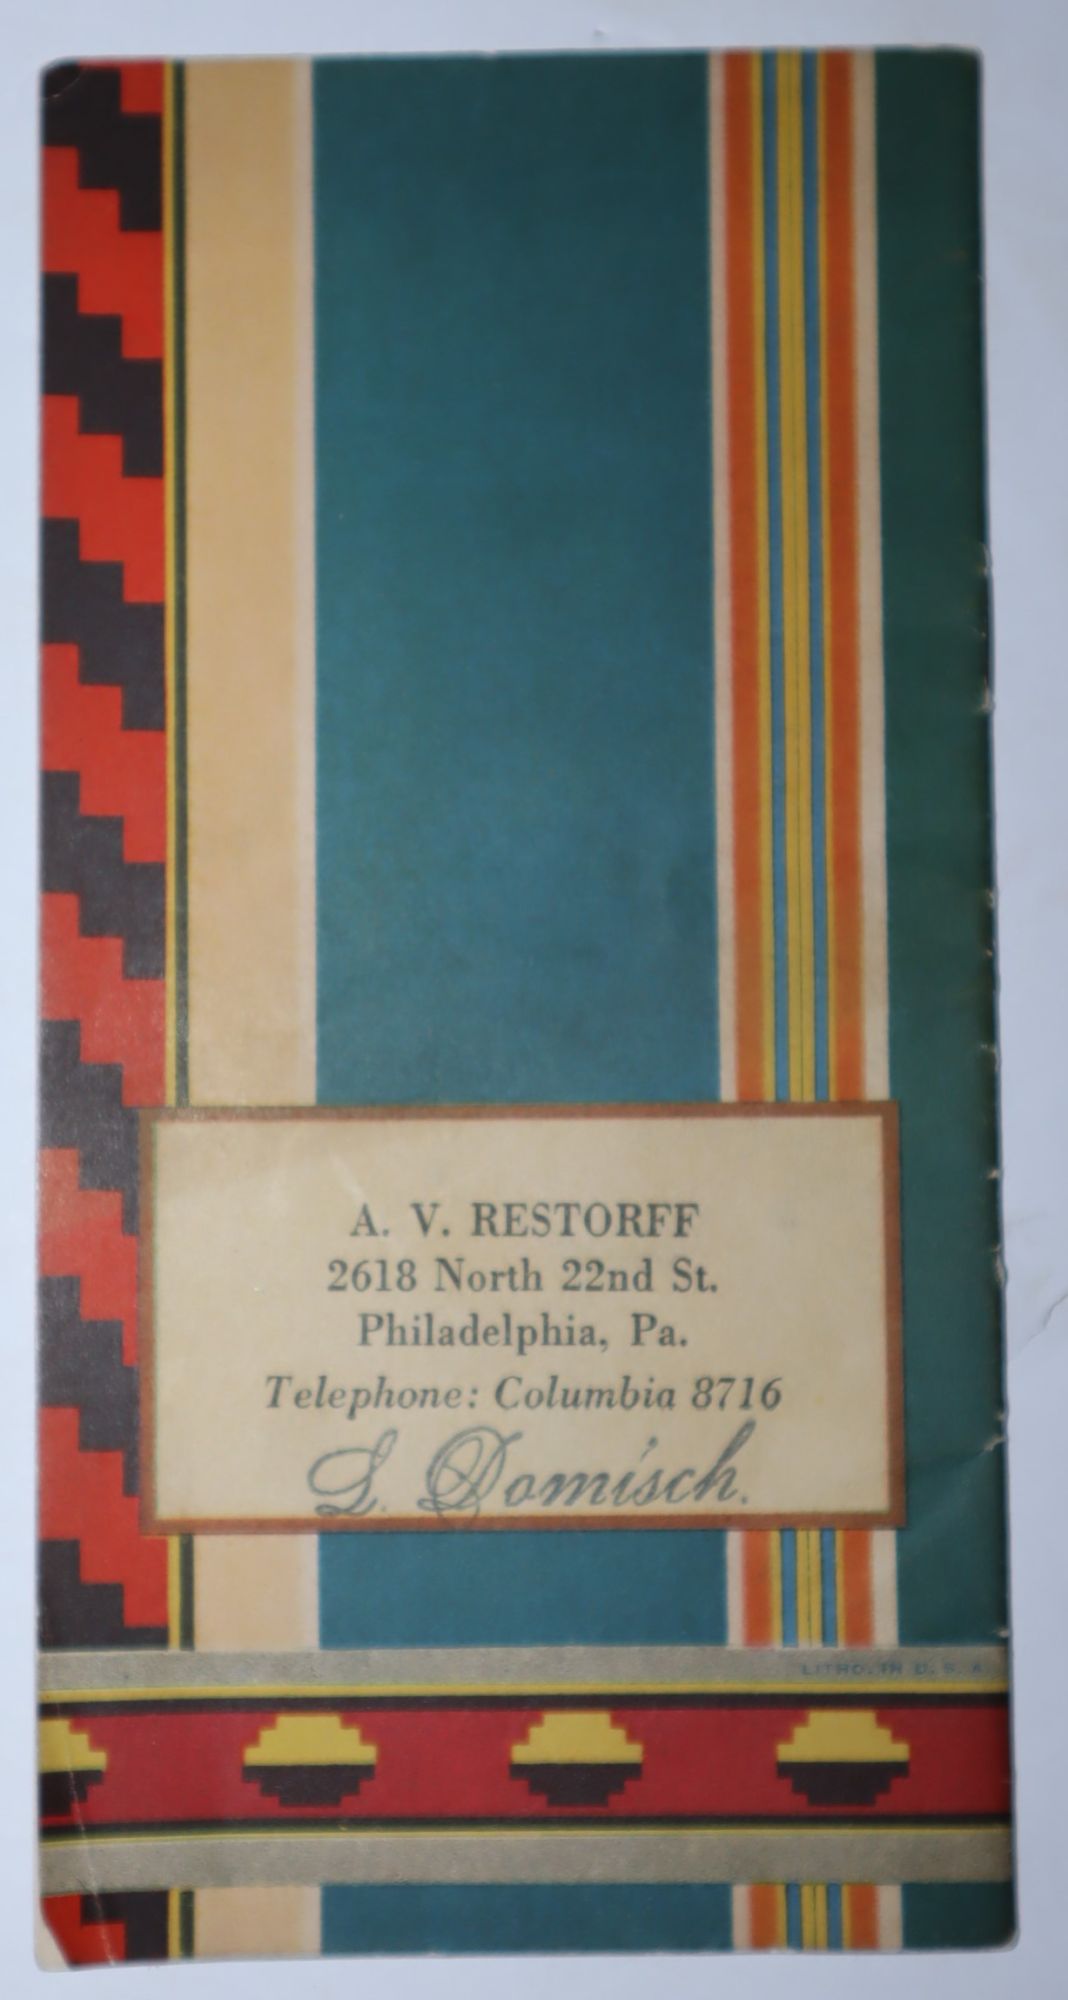 A. V. RESTORFF
2618 North 22nd St.
Philadelphia, Pa.
Telephone: Columbia 8716
L. Domisch.
LITHO. IN U. S. A.